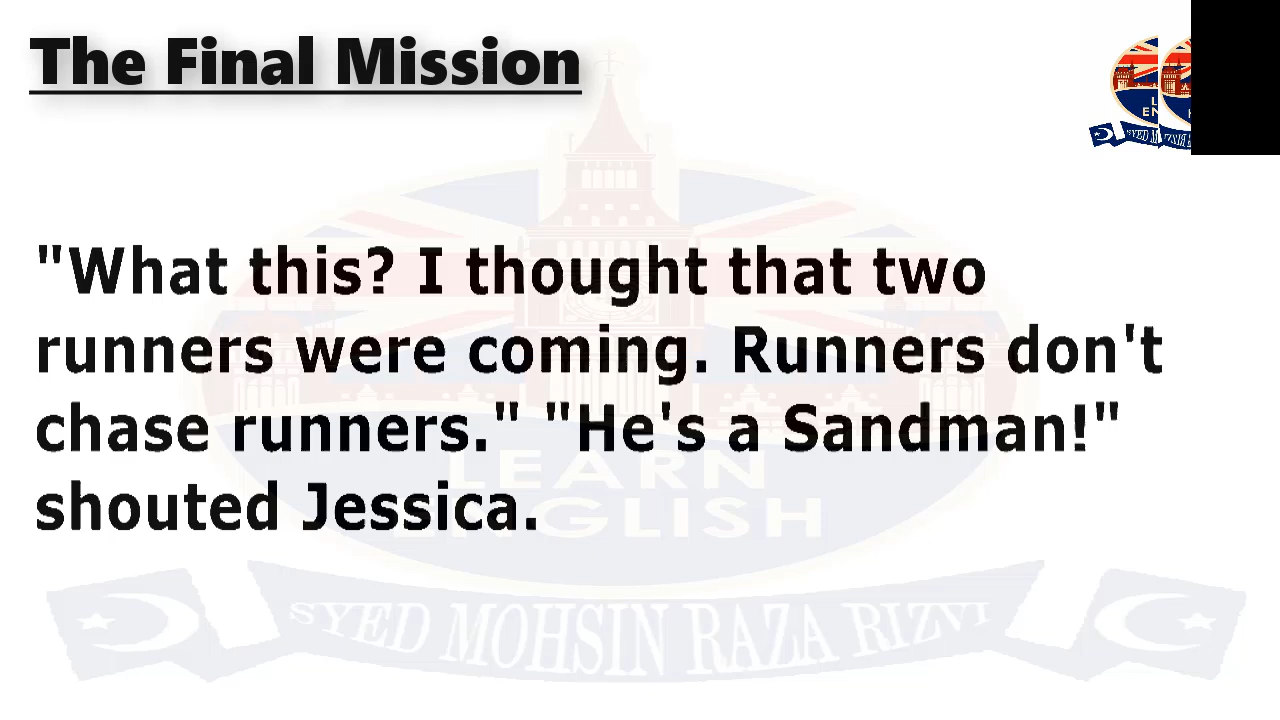 The Final Mission
"What this? I thought that two
runners were coming. Runners don't
chase runners." "He's a Sandman!"
shouted Jessica.
LEARN
ENGLISH
SYED MOHSIN RAZA RIZVI